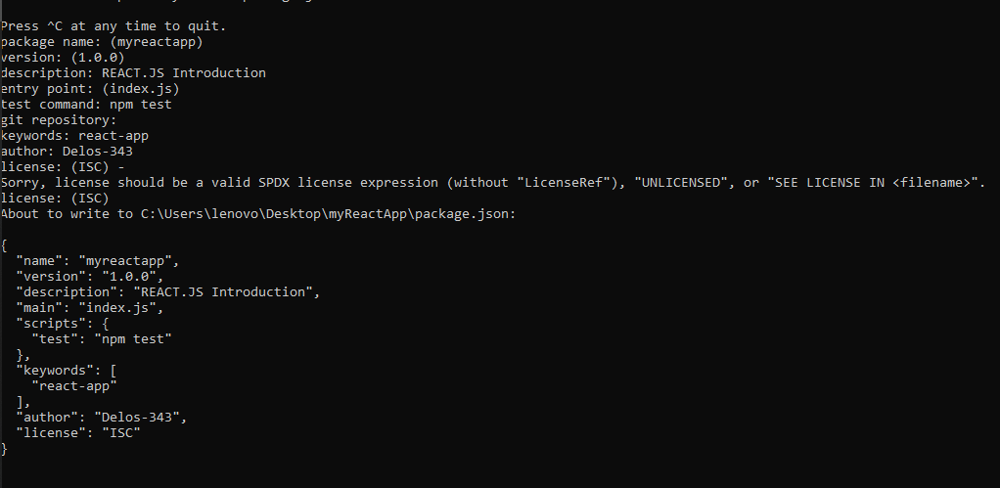 Press ^C at any time to quit.
package name: (myreactapp)
version: (1.0.0)
description: REACT.JS Introduction
entry point: (index.js)
test command: npm test
git repository:
keywords: react-app
author: Delos-343
license: (ISC) -
Sorry, license should be a valid SPDX license expression (without "LicenseRef"), "UNLICENSED", or "SEE LICENSE IN <filename>".
license: (ISC)
About to write to C:\Users\lenovo\Desktop\myReactApp\package.json:

{
  "name": "myreactapp",
  "version": "1.0.0",
  "description": "REACT.JS Introduction",
  "main": "index.js",
  "scripts": {
    "test": "npm test"
  },
  "keywords": [
    "react-app"
  ],
  "author": "Delos-343",
  "license": "ISC"
}